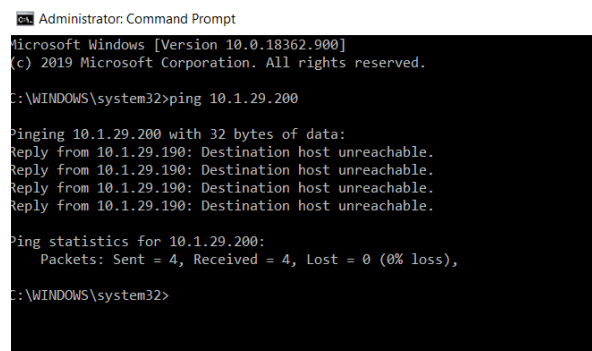 Administrator: Command Prompt
Microsoft Windows [Version 10.0.18362.900]
(c) 2019 Microsoft Corporation. All rights reserved.
C:\WINDOWS\system32>ping 10.1.29.200
Pinging 10.1.29.200 with 32 bytes of data:
Reply from 10.1.29.190: Destination host unreachable.
Reply from 10.1.29.190: Destination host unreachable.
Reply from 10.1.29.190: Destination host unreachable.
Reply from 10.1.29.190: Destination host unreachable.
Ping statistics for 10.1.29.200:
Packets: Sent = 4, Received = 4, Lost = 0 (0% loss),
C:\WINDOWS\system32>